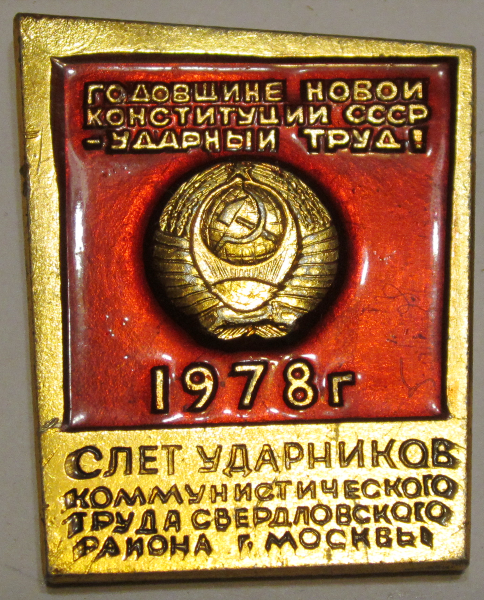 ГОДОВЩИНЕ НОВОЙ
КОНСТИТУЦИИ СССР
-УДАРНЫЙ ТРУД!
1978г
СЛЕТ УДАРНИКОВ
КОММУНИСТИЧЕСКОГО
ТРУДА СВЕРДЛОВСКОГО
РАЙОНА г. МОСКВЫ